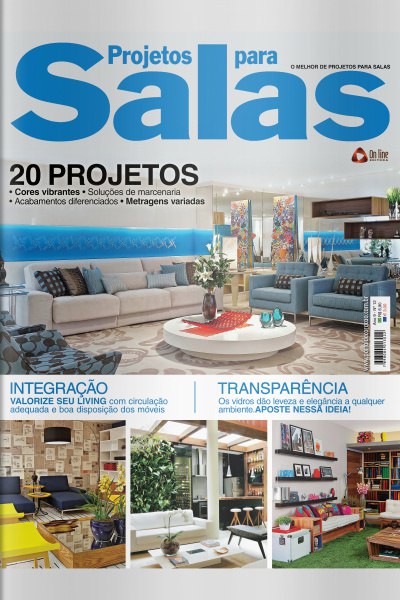 Projetos para
Salas
O MELHOR DE PROJETOS PARA SALAS
On line
EDITORA
20 PROJETOS
• Cores vibrantes • Soluções de marcenaria
• Acabamentos diferenciados • Metragens variadas
INTEGRAÇÃO
VALORIZE SEU LIVING com circulação
adequada e boa disposição dos móveis
TRANSPARÊNCIA
Os vidros dão leveza e elegância a qualquer
ambiente.APOSTE NESSA IDEIA!